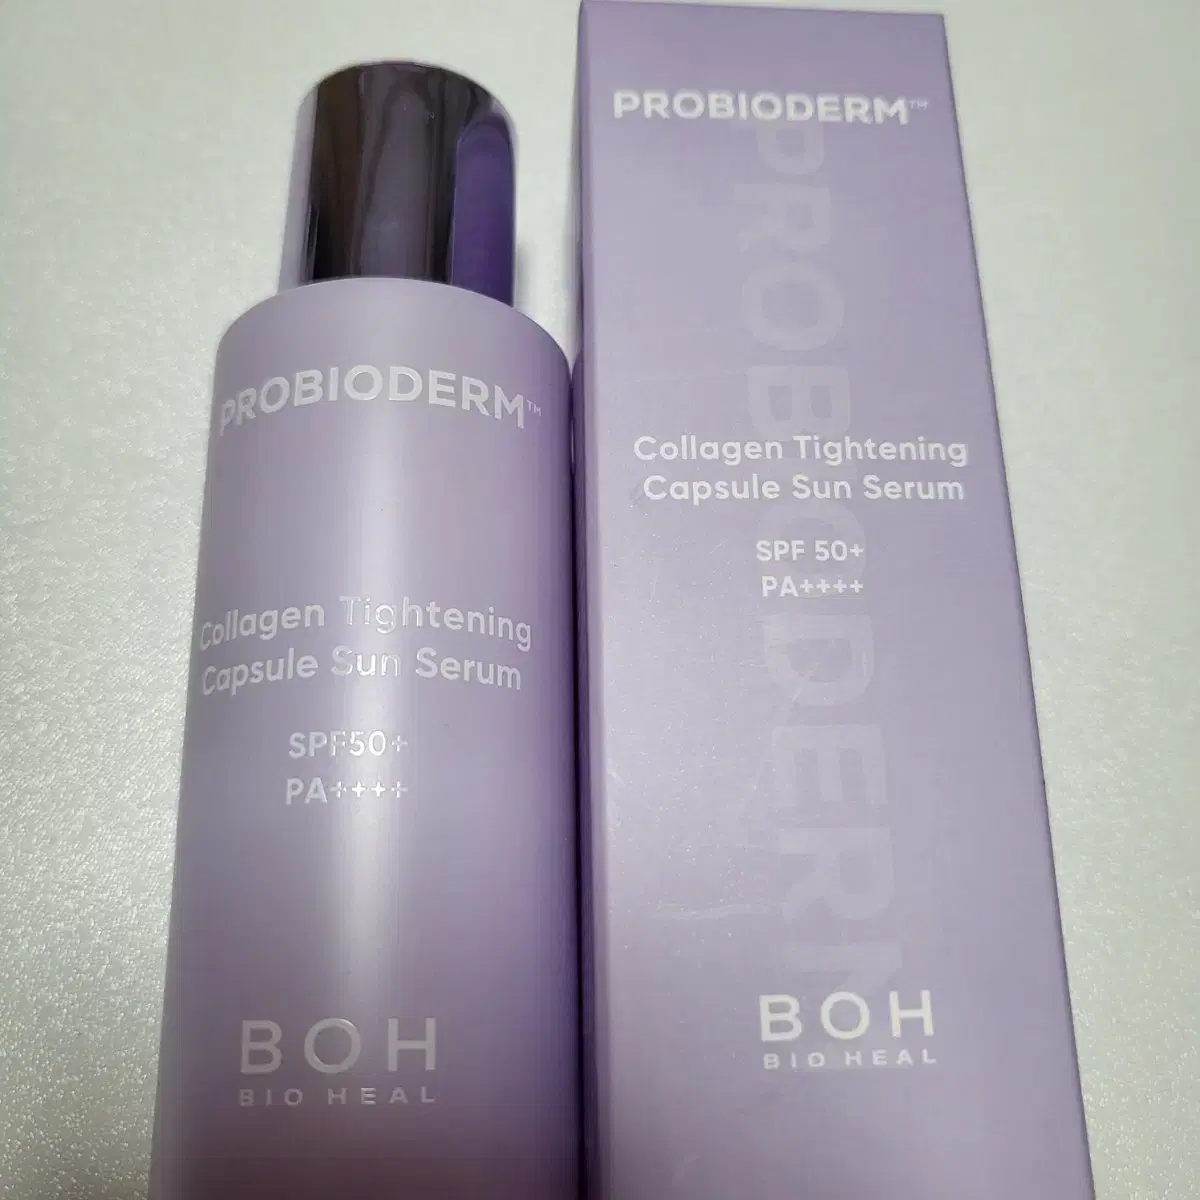 PROBIODERM™
Collagen Tightening
Capsule Sun Serum
SPF50+
PA++++
BOH
BIO HEAL
PROBIODERM™
PROBIODERM
Collagen Tightening
Capsule Sun Serum
SPF 50+
PA++++
BOH
BIO HEAL